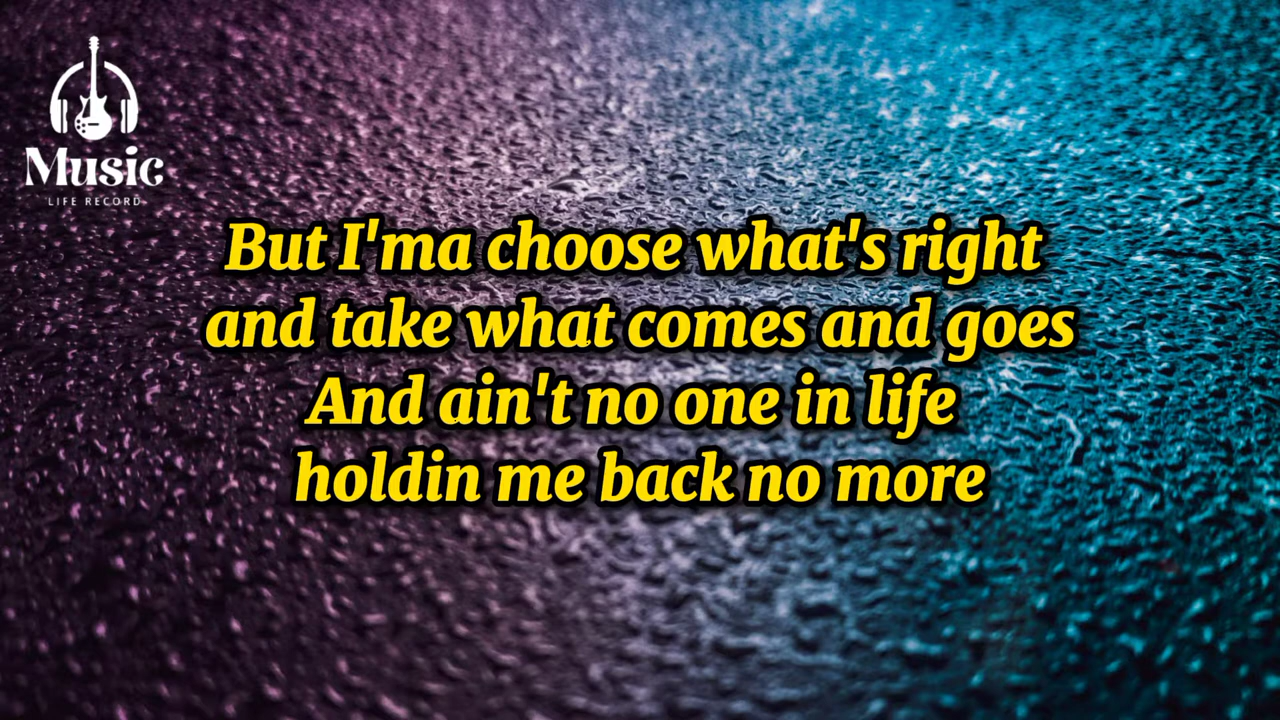 Music
LIFE RECORD
But I'ma choose what's right
and take what comes and goes
And ain't no one in life
holdin me back no more